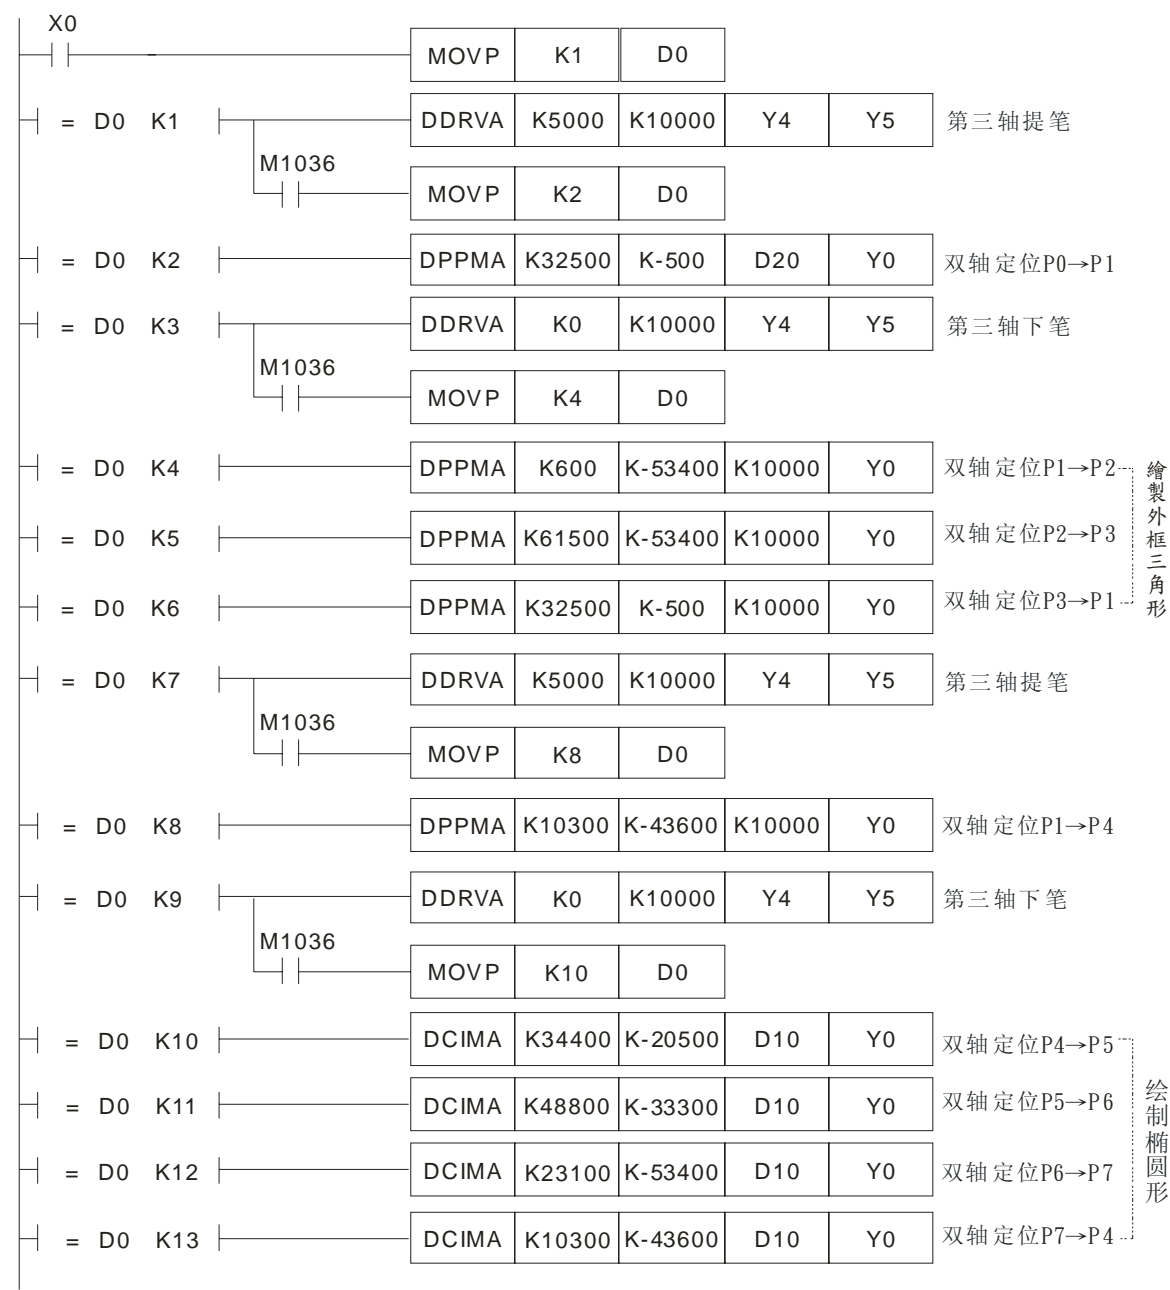 X0
MOVP K1 D0
= D0 K1 DDRVA K5000 K10000 Y4 Y5 第三轴提笔
M1036
MOVP K2 D0
= D0 K2 DPPMA K32500 K-500 D20 Y0 双轴定位P0→P1
= D0 K3 DDRVA K0 K10000 Y4 Y5 第三轴下笔
M1036
MOVP K4 D0
= D0 K4 DPPMA K600 K-53400 K10000 Y0 双轴定位P1→P2
= D0 K5 DPPMA K61500 K-53400 K10000 Y0 双轴定位P2→P3
= D0 K6 DPPMA K32500 K-500 K10000 Y0 双轴定位P3→P1
繪製外框三角形
= D0 K7 DDRVA K5000 K10000 Y4 Y5 第三轴提笔
M1036
MOVP K8 D0
= D0 K8 DPPMA K10300 K-43600 K10000 Y0 双轴定位P1→P4
= D0 K9 DDRVA K0 K10000 Y4 Y5 第三轴下笔
M1036
MOVP K10 D0
= D0 K10 DCIMA K34400 K-20500 D10 Y0 双轴定位P4→P5
= D0 K11 DCIMA K48800 K-33300 D10 Y0 双轴定位P5→P6
= D0 K12 DCIMA K23100 K-53400 D10 Y0 双轴定位P6→P7
= D0 K13 DCIMA K10300 K-43600 D10 Y0 双轴定位P7→P4
绘制椭圆形